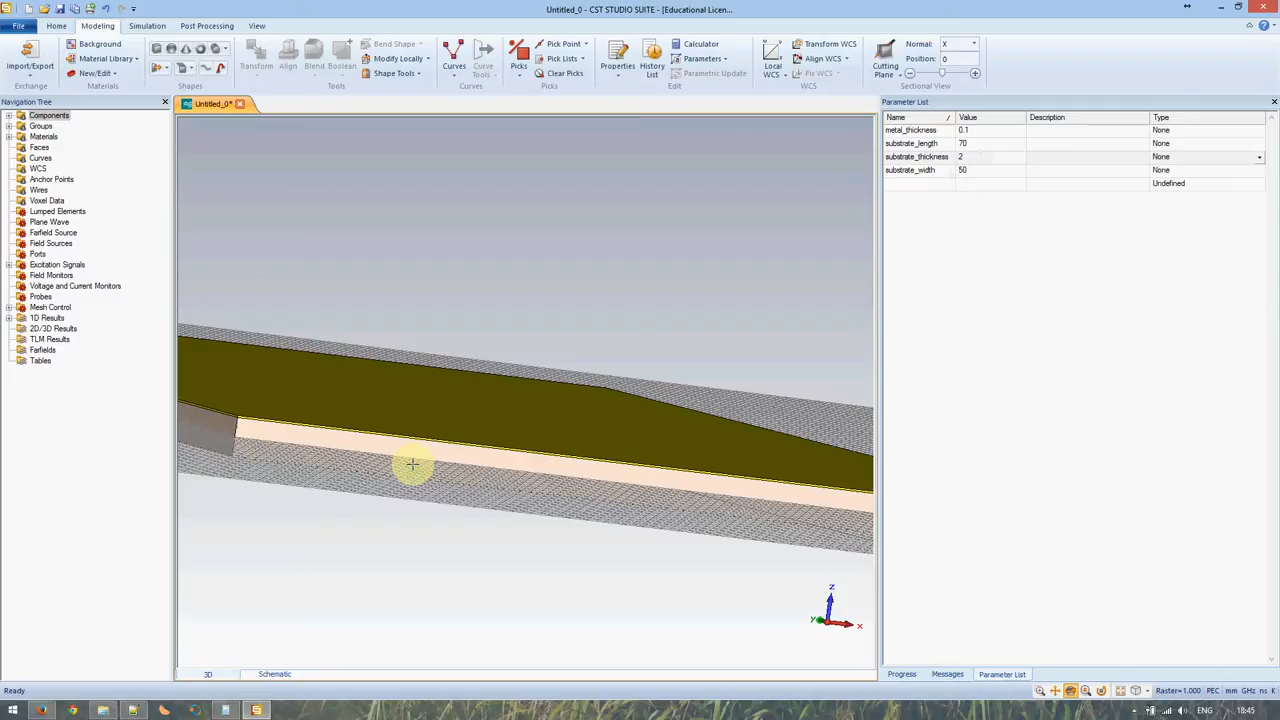 Untitled_0 - CST STUDIO SUITE - [Educational Licen...
File Home Modeling Simulation Post Processing View
Import/Export
Exchange
Background
Material Library
New/Edit
Materials
Shapes
Transform Align Blend Boolean
Bend Shape
Modify Locally
Shape Tools
Tools
Curves
Curve Tools
Curves
Picks
Pick Point
Pick Lists
Clear Picks
Picks
Properties
History List
Calculator
Parameters
Parametric Update
Edit
Local WCS
Transform WCS
Align WCS
Fix WCS
WCS
Cutting Plane
Normal: X
Position: 0
Sectional View
Navigation Tree
Components
Groups
Materials
Faces
Curves
WCS
Anchor Points
Wires
Voxel Data
Lumped Elements
Plane Wave
Farfield Source
Field Sources
Ports
Excitation Signals
Field Monitors
Voltage and Current Monitors
Probes
Mesh Control
1D Results
2D/3D Results
TLM Results
Farfields
Tables
Untitled_0*
z
y
x
3D Schematic
Parameter List
Name Value Description Type
metal_thickness 0.1 None
substrate_length 70 None
substrate_thickness 2 None
substrate_width 50 None
Undefined
Progress Messages Parameter List
Ready
Raster=1.000 PEC mm GHz ns K
ENG 18:45